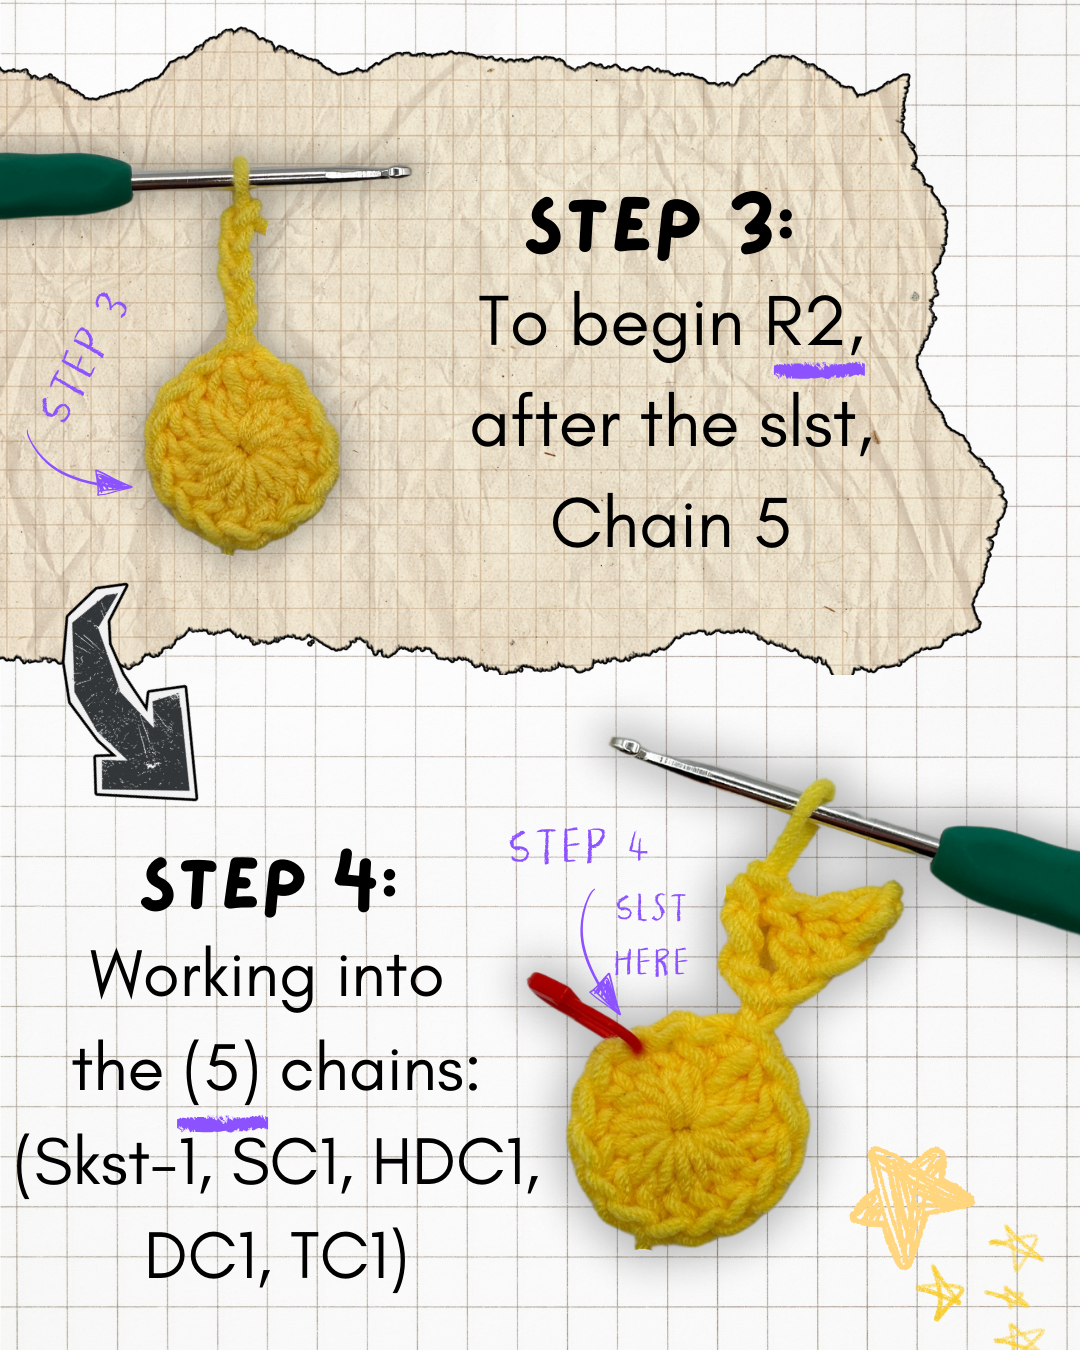 STEP 3:
To begin R2,
after the slst,
Chain 5
STEP 3
STEP 4:
Working into
the (5) chains:
(Skst-1, SC1, HDC1,
DC1, TC1)
STEP 4
SLST
HERE